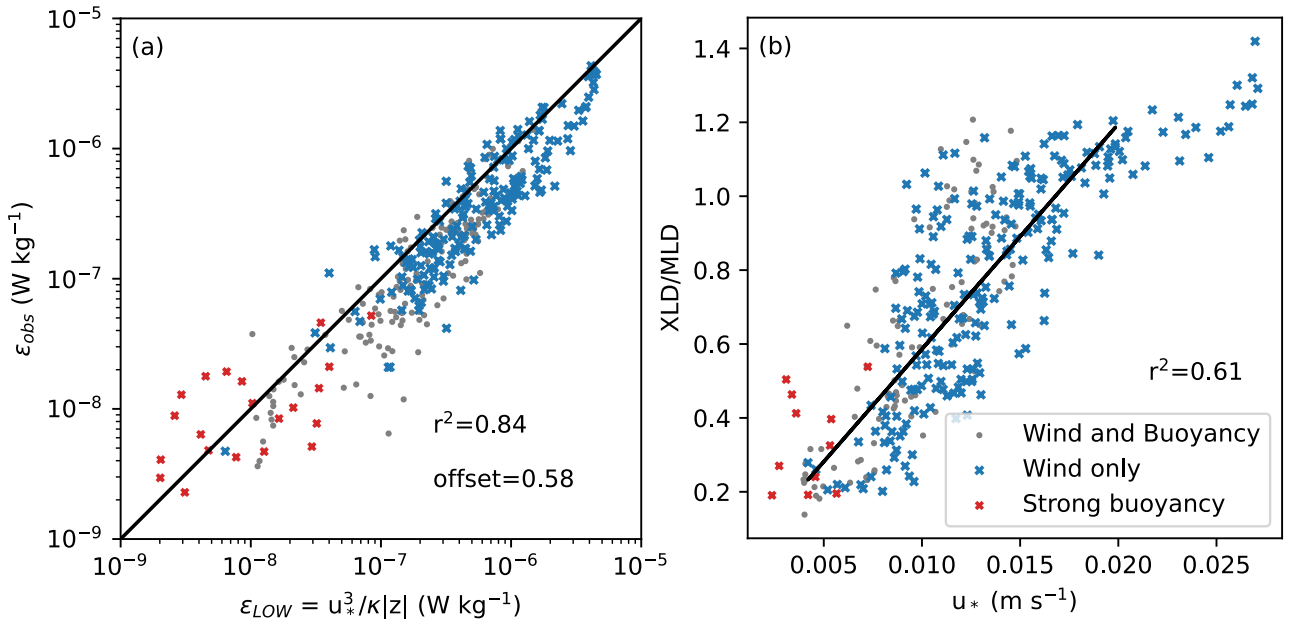 (a)
10⁻⁵
10⁻⁶
10⁻⁷
10⁻⁸
10⁻⁹
ε_obs (W kg⁻¹)
r²=0.84
offset=0.58
10⁻⁹ 10⁻⁸ 10⁻⁷ 10⁻⁶ 10⁻⁵
ε_LOW = u_*³/κ|z| (W kg⁻¹)
(b)
1.4
1.2
1.0
0.8
0.6
0.4
0.2
XLD/MLD
r²=0.61
Wind and Buoyancy
Wind only
Strong buoyancy
0.005 0.010 0.015 0.020 0.025
u_* (m s⁻¹)